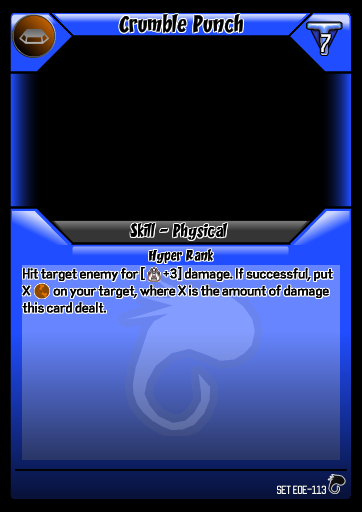 Crumble Punch
7
Skill - Physical
Hyper Rank
Hit target enemy for [ +3] damage. If successful, put
X on your target, where X is the amount of damage
this card dealt.
SET EOE-113